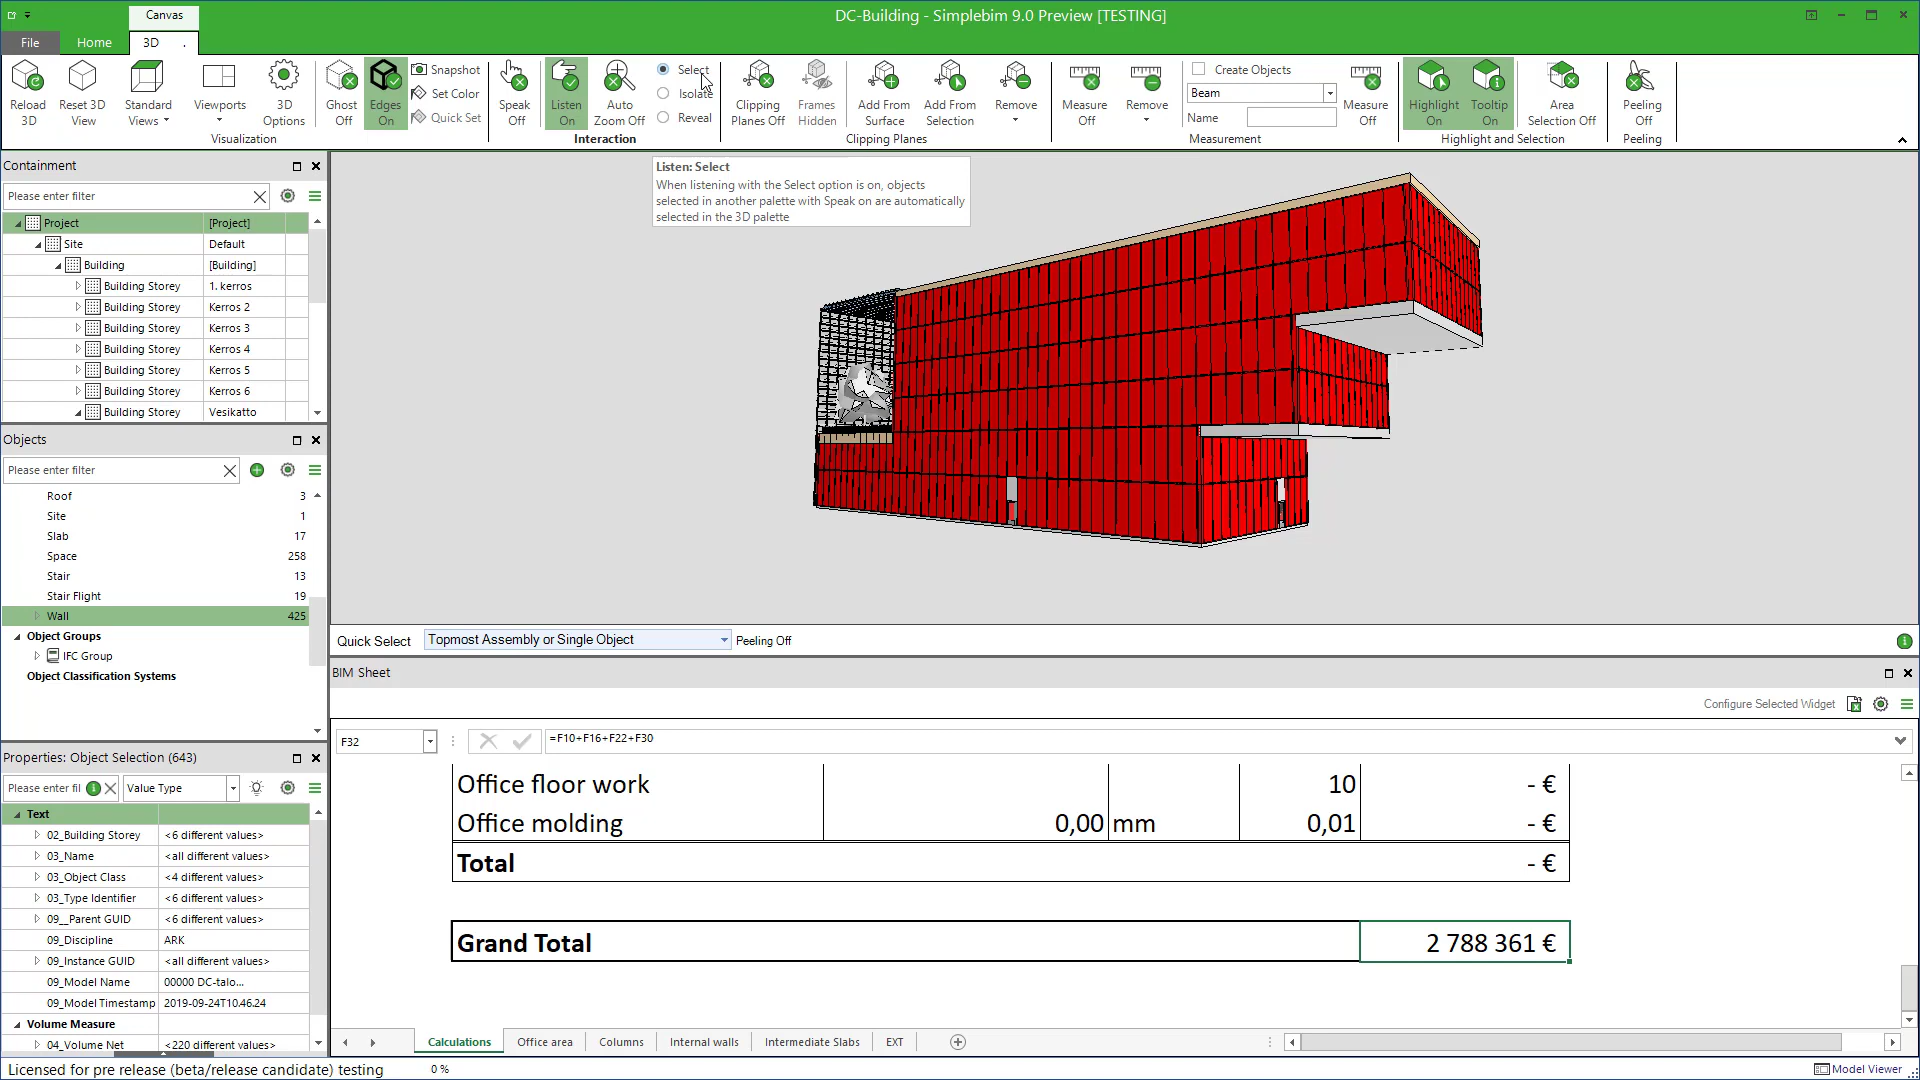 Canvas
DC-Building - Simplebim 9.0 Preview [TESTING]
File
Home
3D
Reload 3D
Reset 3D View
Standard Views
Viewports
3D Options
Visualization
Ghost Off
Edges On
Snapshot
Set Color
Quick Set
Speak Off
Listen On
Auto Zoom Off
Select
Isolate
Reveal
Interaction
Clipping Planes Off
Frames Hidden
Add From Surface
Add From Selection
Remove
Clipping Planes
Measure Off
Remove
Create Objects
Beam
Name
Measure Off
Measurement
Highlight On
Tooltip On
Area Selection Off
Highlight and Selection
Peeling Off
Peeling
Listen: Select
When listening with the Select option is on, objects
selected in another palette with Speak on are automatically
selected in the 3D palette
Containment
Please enter filter
Project [Project]
Site Default
Building [Building]
Building Storey 1. kerros
Building Storey Kerros 2
Building Storey Kerros 3
Building Storey Kerros 4
Building Storey Kerros 5
Building Storey Kerros 6
Building Storey Vesikatto
Objects
Please enter filter
Roof 3
Site 1
Slab 17
Space 258
Stair 13
Stair Flight 19
Wall 425
Object Groups
IFC Group
Object Classification Systems
Properties: Object Selection (643)
Please enter fil
Value Type
Text
02_Building Storey <6 different values>
03_Name <all different values>
03_Object Class <4 different values>
03_Type Identifier <6 different values>
09__Parent GUID <6 different values>
09_Discipline ARK
09_Instance GUID <all different values>
09_Model Name 00000 DC-talo...
09_Model Timestamp 2019-09-24T10.46.24
Volume Measure
04_Volume Net <220 different values>
Quick Select
Topmost Assembly or Single Object
Peeling Off
BIM Sheet
Configure Selected Widget
F32
=F10+F16+F22+F30
Office floor work 10 - €
Office molding 0,00 mm 0,01 - €
Total - €
Grand Total 2 788 361 €
Calculations
Office area
Columns
Internal walls
Intermediate Slabs
EXT
Licensed for pre release (beta/release candidate) testing
0 %
Model Viewer